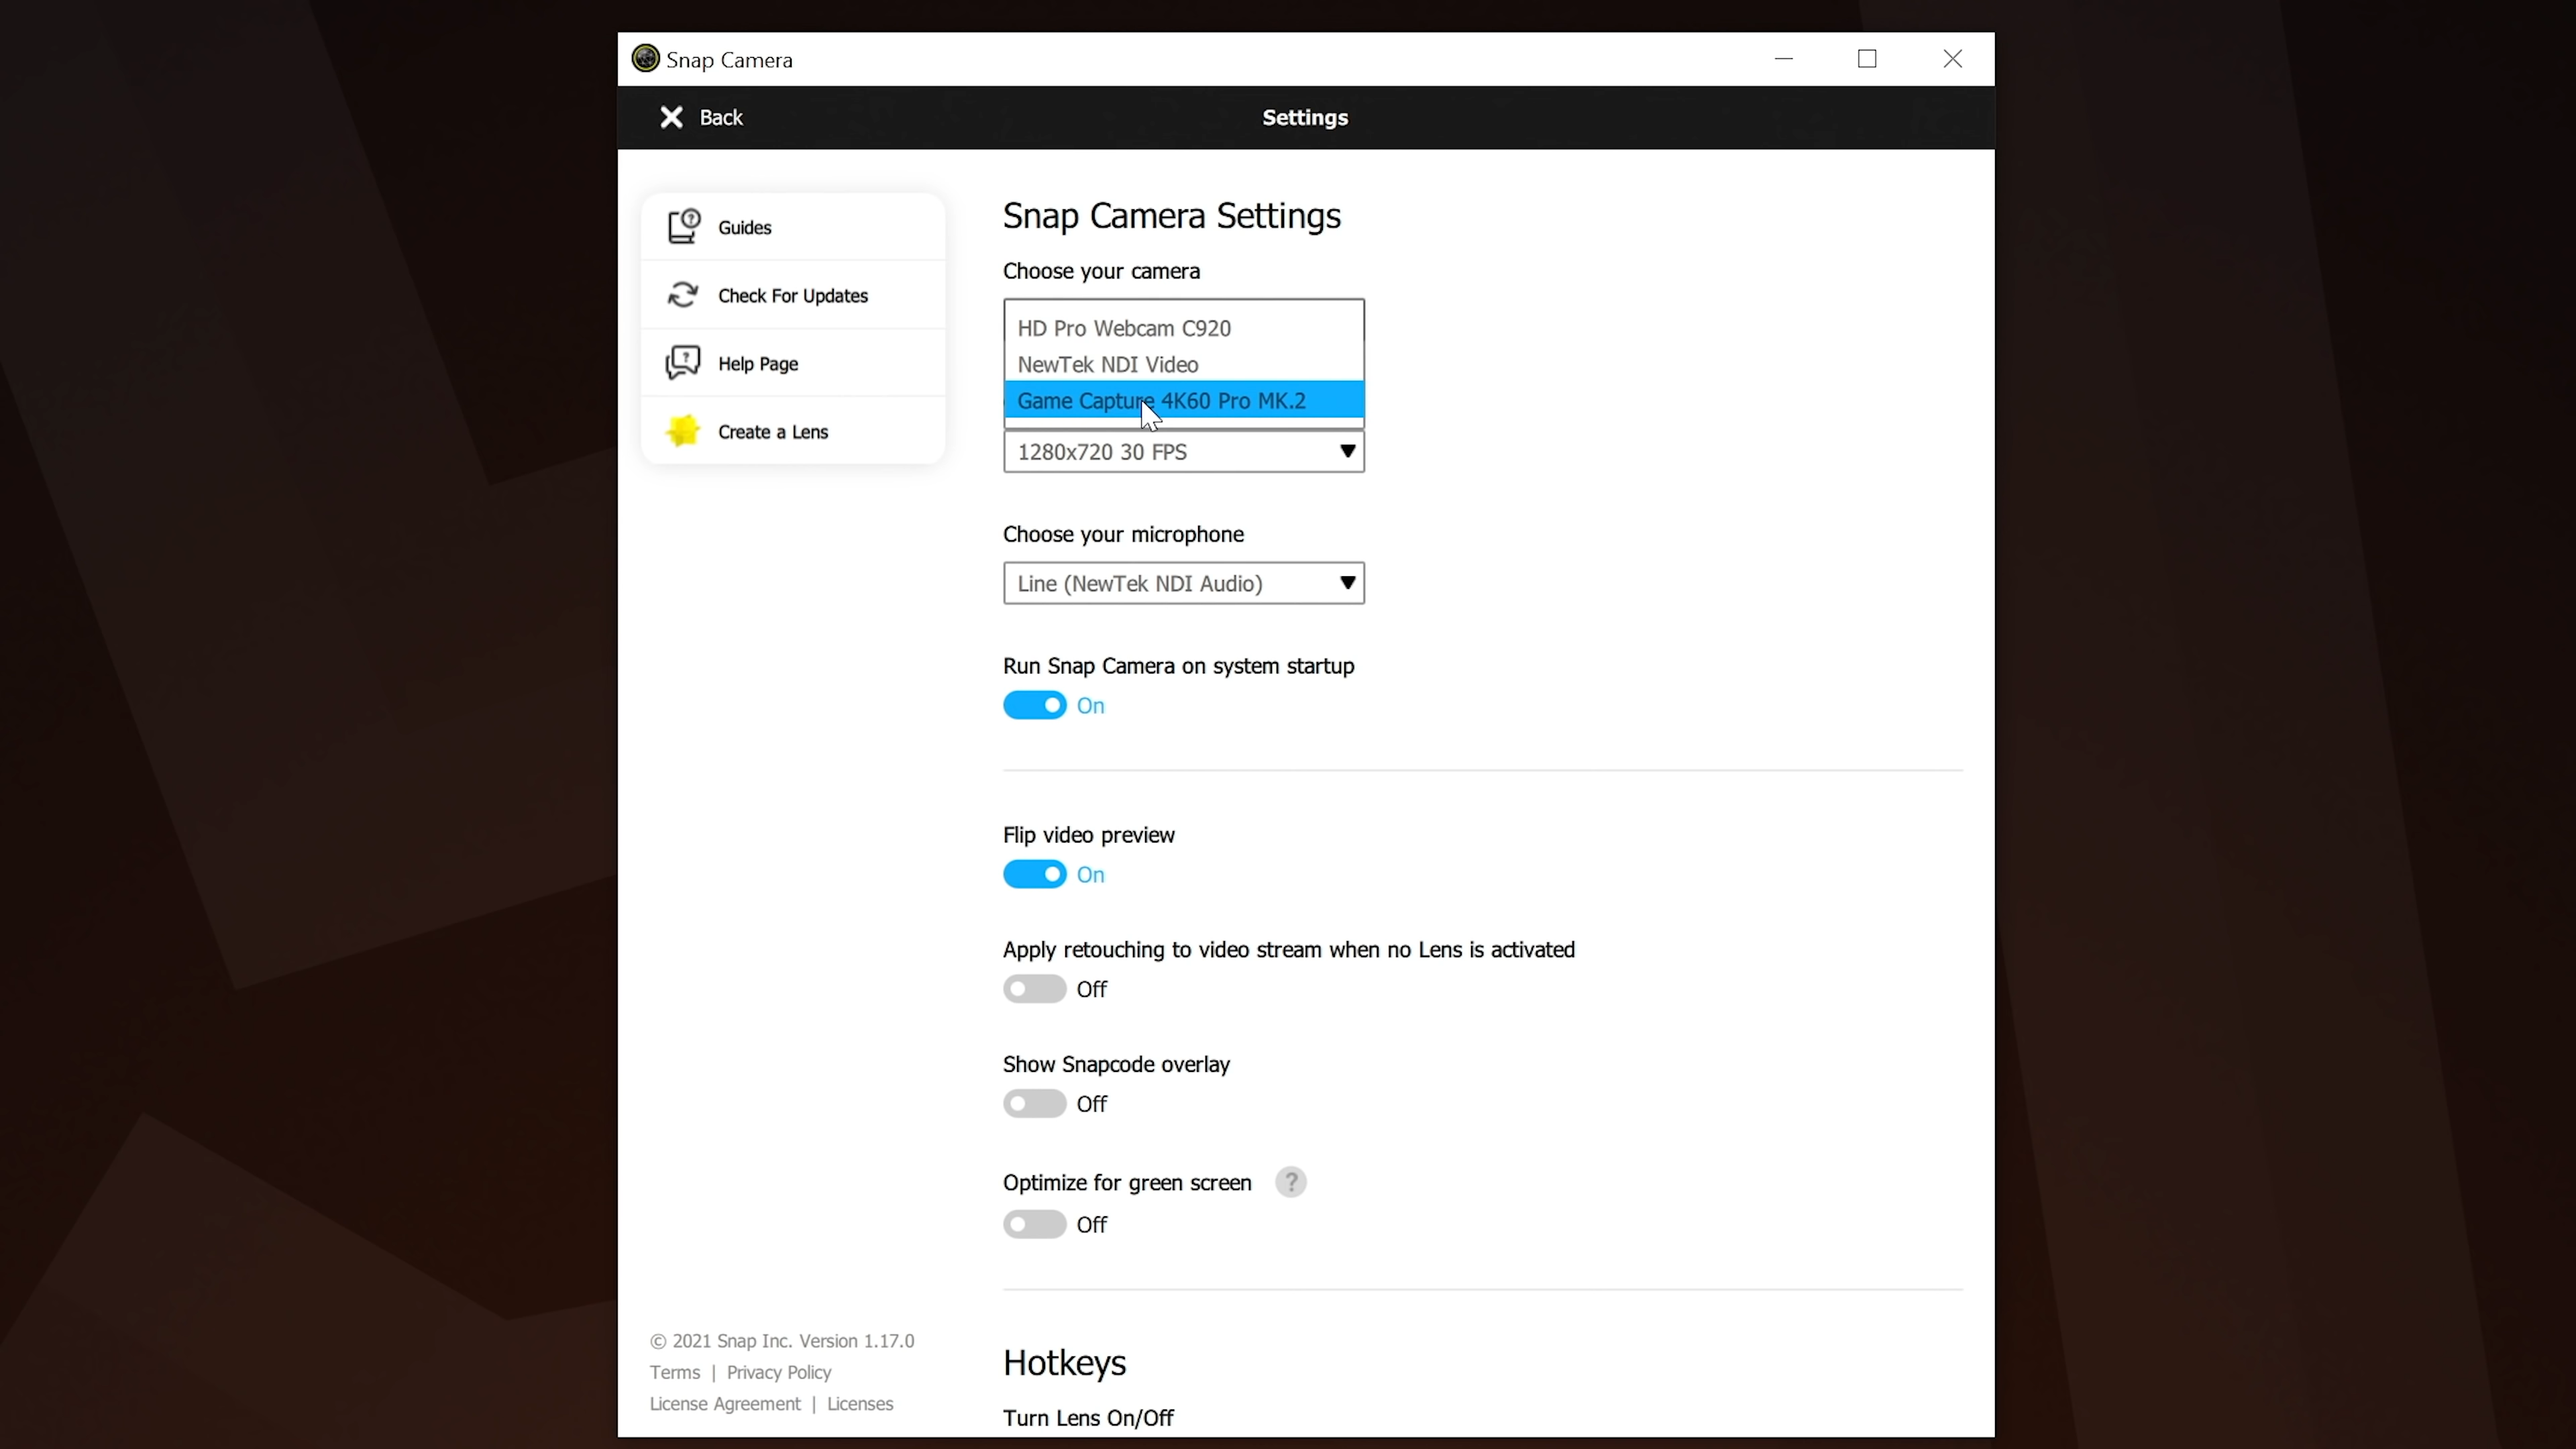 Snap Camera
Back
Settings
Guides
Check For Updates
Help Page
Create a Lens
Snap Camera Settings
Choose your camera
HD Pro Webcam C920
NewTek NDI Video
Game Capture 4K60 Pro MK.2
1280x720 30 FPS
Choose your microphone
Line (NewTek NDI Audio)
Run Snap Camera on system startup
On
Flip video preview
On
Apply retouching to video stream when no Lens is activated
Off
Show Snapcode overlay
Off
Optimize for green screen ?
Off
Hotkeys
Turn Lens On/Off
© 2021 Snap Inc. Version 1.17.0
Terms | Privacy Policy
License Agreement | Licenses